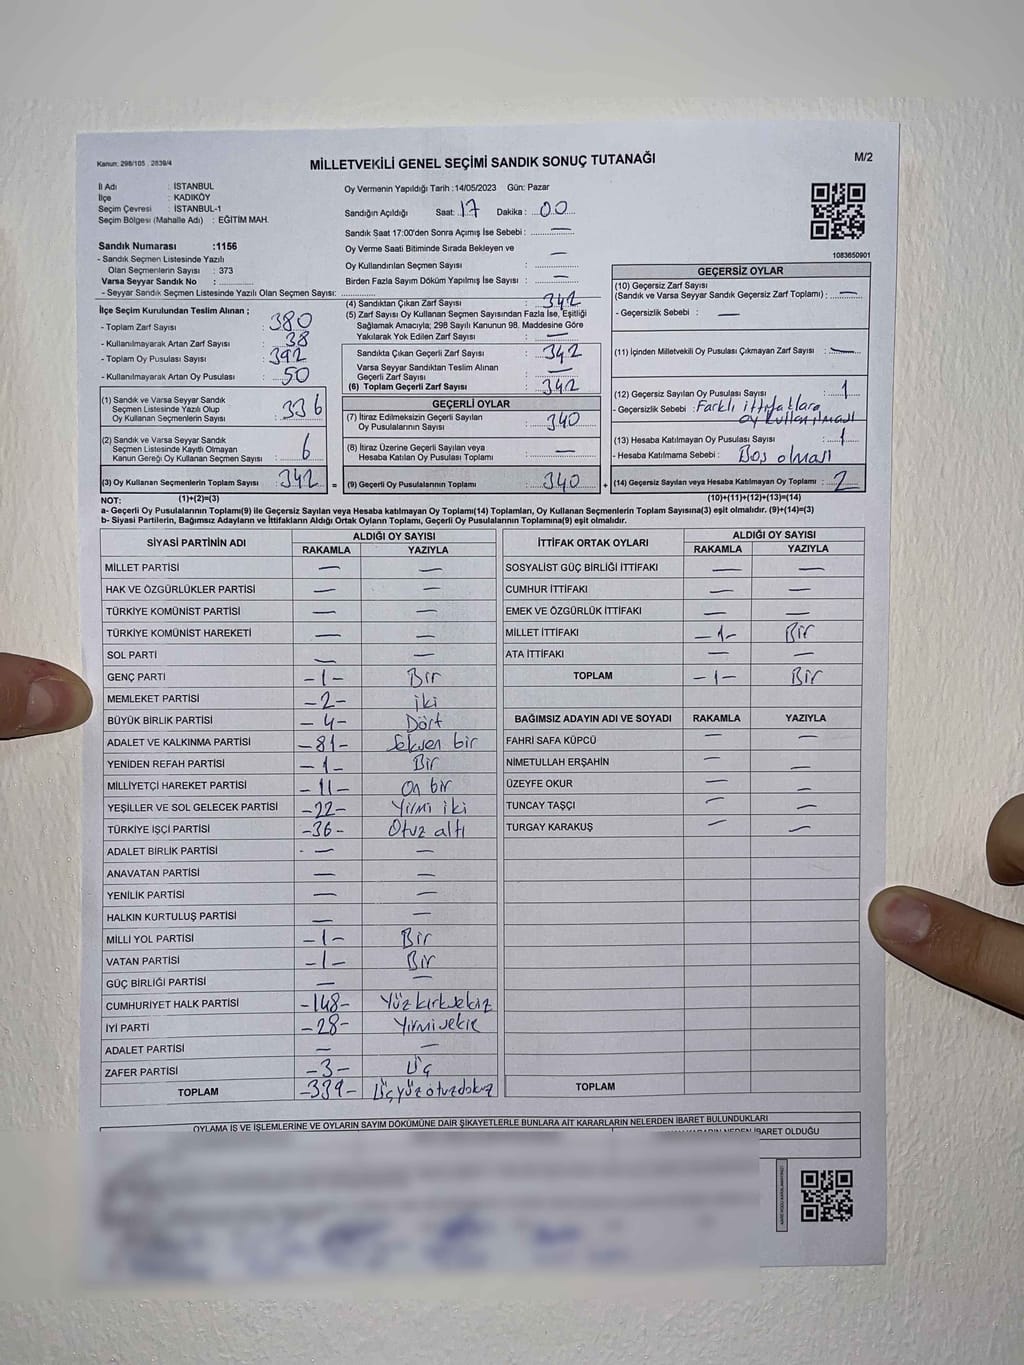 Kanun: 298/105 , 2839/4
MİLLETVEKİLİ GENEL SEÇİMİ SANDIK SONUÇ TUTANAĞI
M/2
İl Adı : İSTANBUL
İlçe : KADIKÖY
Seçim Çevresi : İSTANBUL-1
Seçim Bölgesi (Mahalle Adı) : EĞİTİM MAH.
Sandık Numarası :1156
- Sandık Seçmen Listesinde Yazılı
Olan Seçmenlerin Sayısı : 373
Varsa Seyyar Sandık No : ..............
- Seyyar Sandık Seçmen Listesinde Yazılı Olan Seçmen Sayısı: ..............
İlçe Seçim Kurulundan Teslim Alınan ;
- Toplam Zarf Sayısı : 380
- Kullanılmayarak Artan Zarf Sayısı : 38
- Toplam Oy Pusulası Sayısı : 392
- Kullanılmayarak Artan Oy Pusulası : 50
(1) Sandık ve Varsa Seyyar Sandık
Seçmen Listesinde Yazılı Olup
Oy Kullanan Seçmenlerin Sayısı : 336
(2) Sandık ve Varsa Seyyar Sandık
Seçmen Listesinde Kayıtlı Olmayan
Kanun Gereği Oy Kullanan Seçmen Sayısı : 6
(3) Oy Kullanan Seçmenlerin Toplam Sayısı : 342
Oy Vermenin Yapıldığı Tarih :14/05/2023 Gün: Pazar
Sandığın Açıldığı Saat: 17 Dakika : 00
Sandık Saat 17:00'den Sonra Açımış İse Sebebi : —
Oy Verme Saati Bitiminde Sırada Bekleyen ve
Oy Kullandırılan Seçmen Sayısı : —
Birden Fazla Sayım Döküm Yapılmış İse Sayısı : —
(4) Sandıktan Çıkan Zarf Sayısı : 342
(5) Zarf Sayısı Oy Kullanan Seçmen Sayısından Fazla İse, Eşitliği
Sağlamak Amacıyla; 298 Sayılı Kanunun 98. Maddesine Göre
Yakılarak Yok Edilen Zarf Sayısı : —
Sandıkta Çıkan Geçerli Zarf Sayısı : 342
Varsa Seyyar Sandıktan Teslim Alınan
Geçerli Zarf Sayısı : —
(6) Toplam Geçerli Zarf Sayısı : 342
GEÇERLİ OYLAR
(7) İtiraz Edilmeksizin Geçerli Sayılan
Oy Pusulalarının Sayısı : 340
(8) İtiraz Üzerine Geçerli Sayılan veya
Hesaba Katılan Oy Pusulası Toplamı : —
= (9) Geçerli Oy Pusulalarının Toplamı : 340
1083650901
GEÇERSİZ OYLAR
(10) Geçersiz Zarf Sayısı
(Sandık ve Varsa Seyyar Sandık Geçersiz Zarf Toplamı) : —
- Geçersizlik Sebebi : —
(11) İçinden Milletvekili Oy Pusulası Çıkmayan Zarf Sayısı : —
(12) Geçersiz Sayılan Oy Pusulası Sayısı : 1
- Geçersizlik Sebebi : Farklı ittifaklara
oy kullanılması
(13) Hesaba Katılmayan Oy Pusulası Sayısı : 1
- Hesaba Katılmama Sebebi : Boş olması
+ (14) Geçersiz Sayılan veya Hesaba Katılmayan Oy Toplamı : 2
NOT: (1)+(2)=(3) (10)+(11)+(12)+(13)=(14)
a- Geçerli Oy Pusulalarının Toplamı(9) ile Geçersiz Sayılan veya Hesaba katılmayan Oy Toplamı(14) Toplamları, Oy Kullanan Seçmenlerin Toplam Sayısına(3) eşit olmalıdır. (9)+(14)=(3)
b- Siyasi Partilerin, Bağımsız Adayların ve İttifakların Aldığı Ortak Oyların Toplamı, Geçerli Oy Pusulalarının Toplamına(9) eşit olmalıdır.
SİYASİ PARTİNİN ADI ALDIĞI OY SAYISI
RAKAMLA YAZIYLA
MİLLET PARTİSİ — —
HAK VE ÖZGÜRLÜKLER PARTİSİ — —
TÜRKİYE KOMÜNİST PARTİSİ — —
TÜRKİYE KOMÜNİST HAREKETİ — —
SOL PARTİ — —
GENÇ PARTİ -1- Bir
MEMLEKET PARTİSİ -2- iki
BÜYÜK BİRLİK PARTİSİ -4- Dört
ADALET VE KALKINMA PARTİSİ -81- Seksen bir
YENİDEN REFAH PARTİSİ -1- Bir
MİLLİYETÇİ HAREKET PARTİSİ -11- On bir
YEŞİLLER VE SOL GELECEK PARTİSİ -22- Yirmi iki
TÜRKİYE İŞÇİ PARTİSİ -36- Otuz altı
ADALET BİRLİK PARTİSİ — —
ANAVATAN PARTİSİ — —
YENİLİK PARTİSİ — —
HALKIN KURTULUŞ PARTİSİ — —
MİLLİ YOL PARTİSİ -1- Bir
VATAN PARTİSİ -1- Bir
GÜÇ BİRLİĞİ PARTİSİ — —
CUMHURİYET HALK PARTİSİ -148- Yüz kırk sekiz
İYİ PARTİ -28- Yirmi sekiz
ADALET PARTİSİ — —
ZAFER PARTİSİ -3- Üç
TOPLAM -339- Üç yüz otuz dokuz
İTTİFAK ORTAK OYLARI ALDIĞI OY SAYISI
RAKAMLA YAZIYLA
SOSYALİST GÜÇ BİRLİĞİ İTTİFAKI — —
CUMHUR İTTİFAKI — —
EMEK VE ÖZGÜRLÜK İTTİFAKI — —
MİLLET İTTİFAKI -1- Bir
ATA İTTİFAKI — —
TOPLAM -1- Bir
BAĞIMSIZ ADAYIN ADI VE SOYADI RAKAMLA YAZIYLA
FAHRİ SAFA KÜPCÜ — —
NİMETULLAH ERŞAHİN — —
ÜZEYFE OKUR — —
TUNCAY TAŞÇI — —
TURGAY KARAKUŞ — —
TOPLAM
OYLAMA İŞ VE İŞLEMLERİNE VE OYLARIN SAYIM DÖKÜMÜNE DAİR ŞİKAYETLERLE BUNLARA AİT KARARLARIN NELERDEN İBARET BULUNDUKLARI
KARARIN NEDEN İBARET OLDUĞU